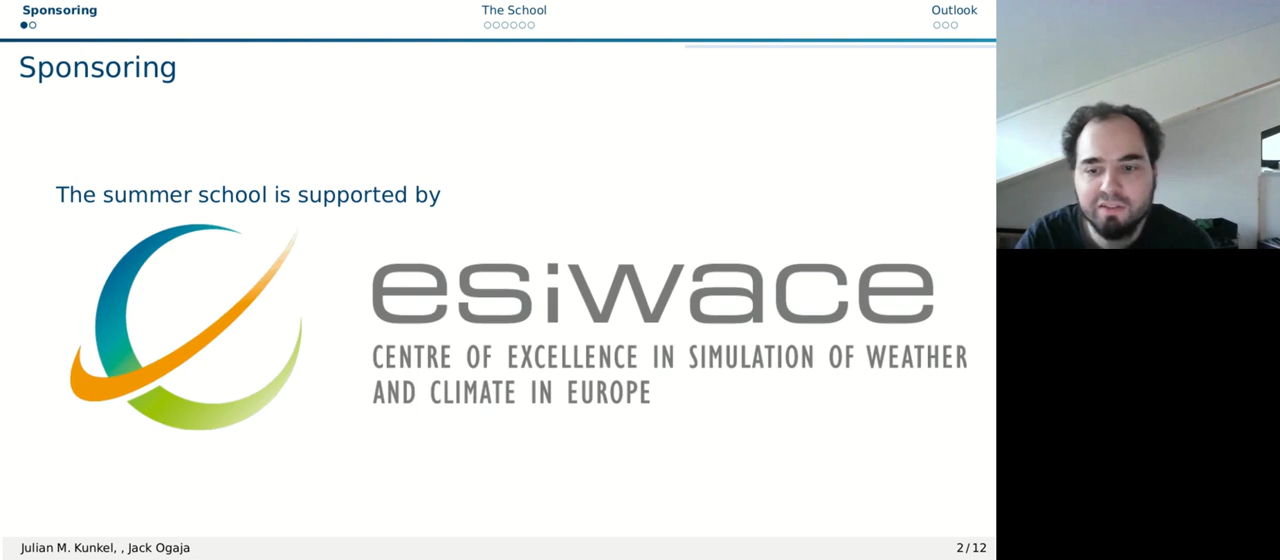 Sponsoring
The School
Outlook
Sponsoring
The summer school is supported by
esiwace
CENTRE OF EXCELLENCE IN SIMULATION OF WEATHER
AND CLIMATE IN EUROPE
Julian M. Kunkel, , Jack Ogaja
2 / 12